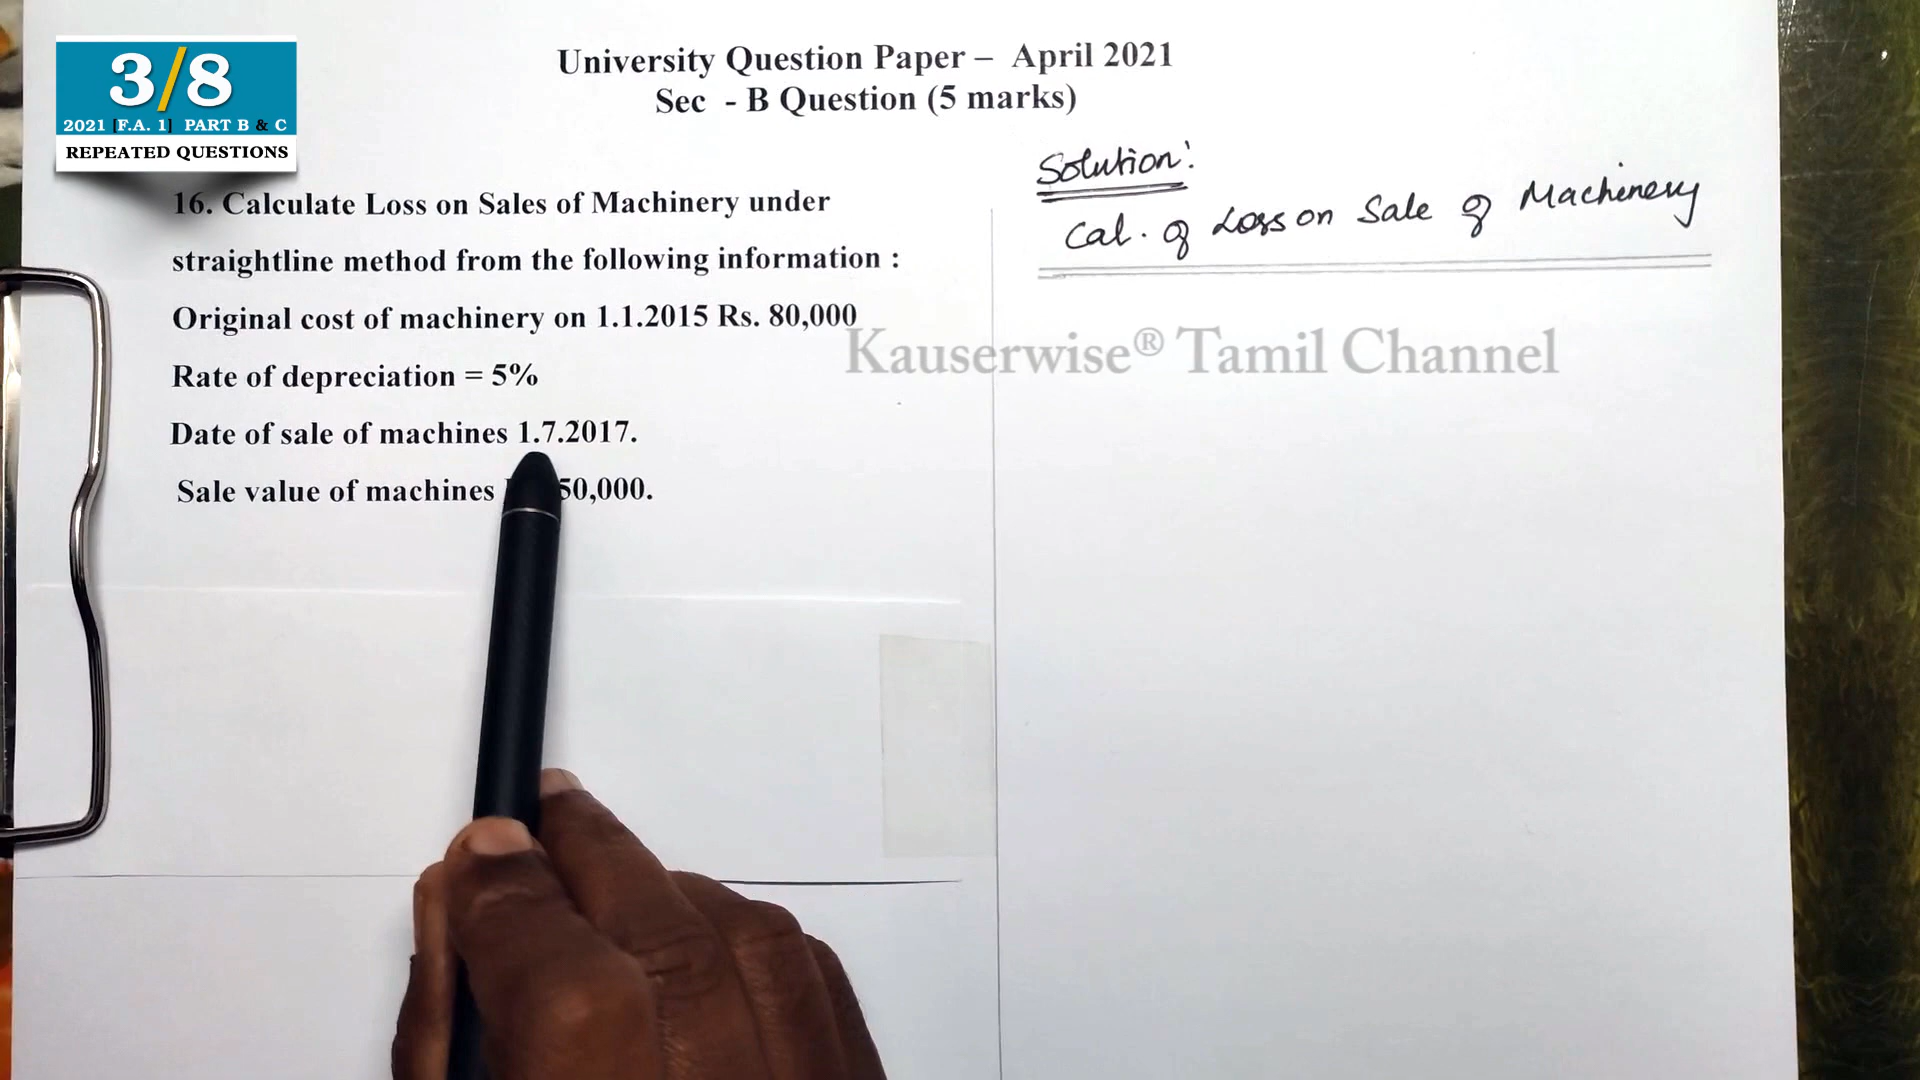 3/8
2021 [F.A. 1] PART B & C
REPEATED QUESTIONS
University Question Paper – April 2021
Sec - B Question (5 marks)
16. Calculate Loss on Sales of Machinery under
straightline method from the following information :
Original cost of machinery on 1.1.2015 Rs. 80,000
Rate of depreciation = 5%
Date of sale of machines 1.7.2017.
Sale value of machines 50,000.
Solution:
Cal. of Loss on Sale of Machinery
Kauserwise® Tamil Channel